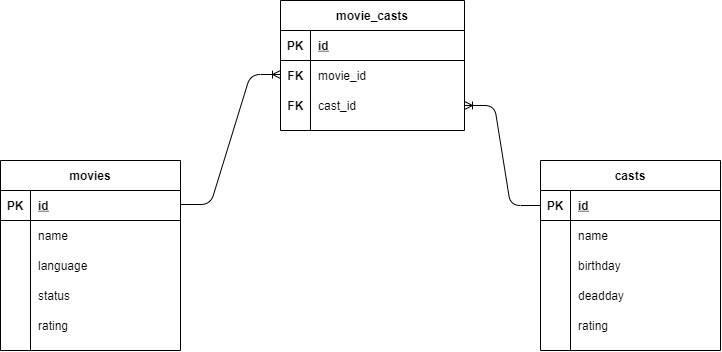 movie_casts
PK id
FK movie_id
FK cast_id
movies
PK id
name
language
status
rating
casts
PK id
name
birthday
deadday
rating